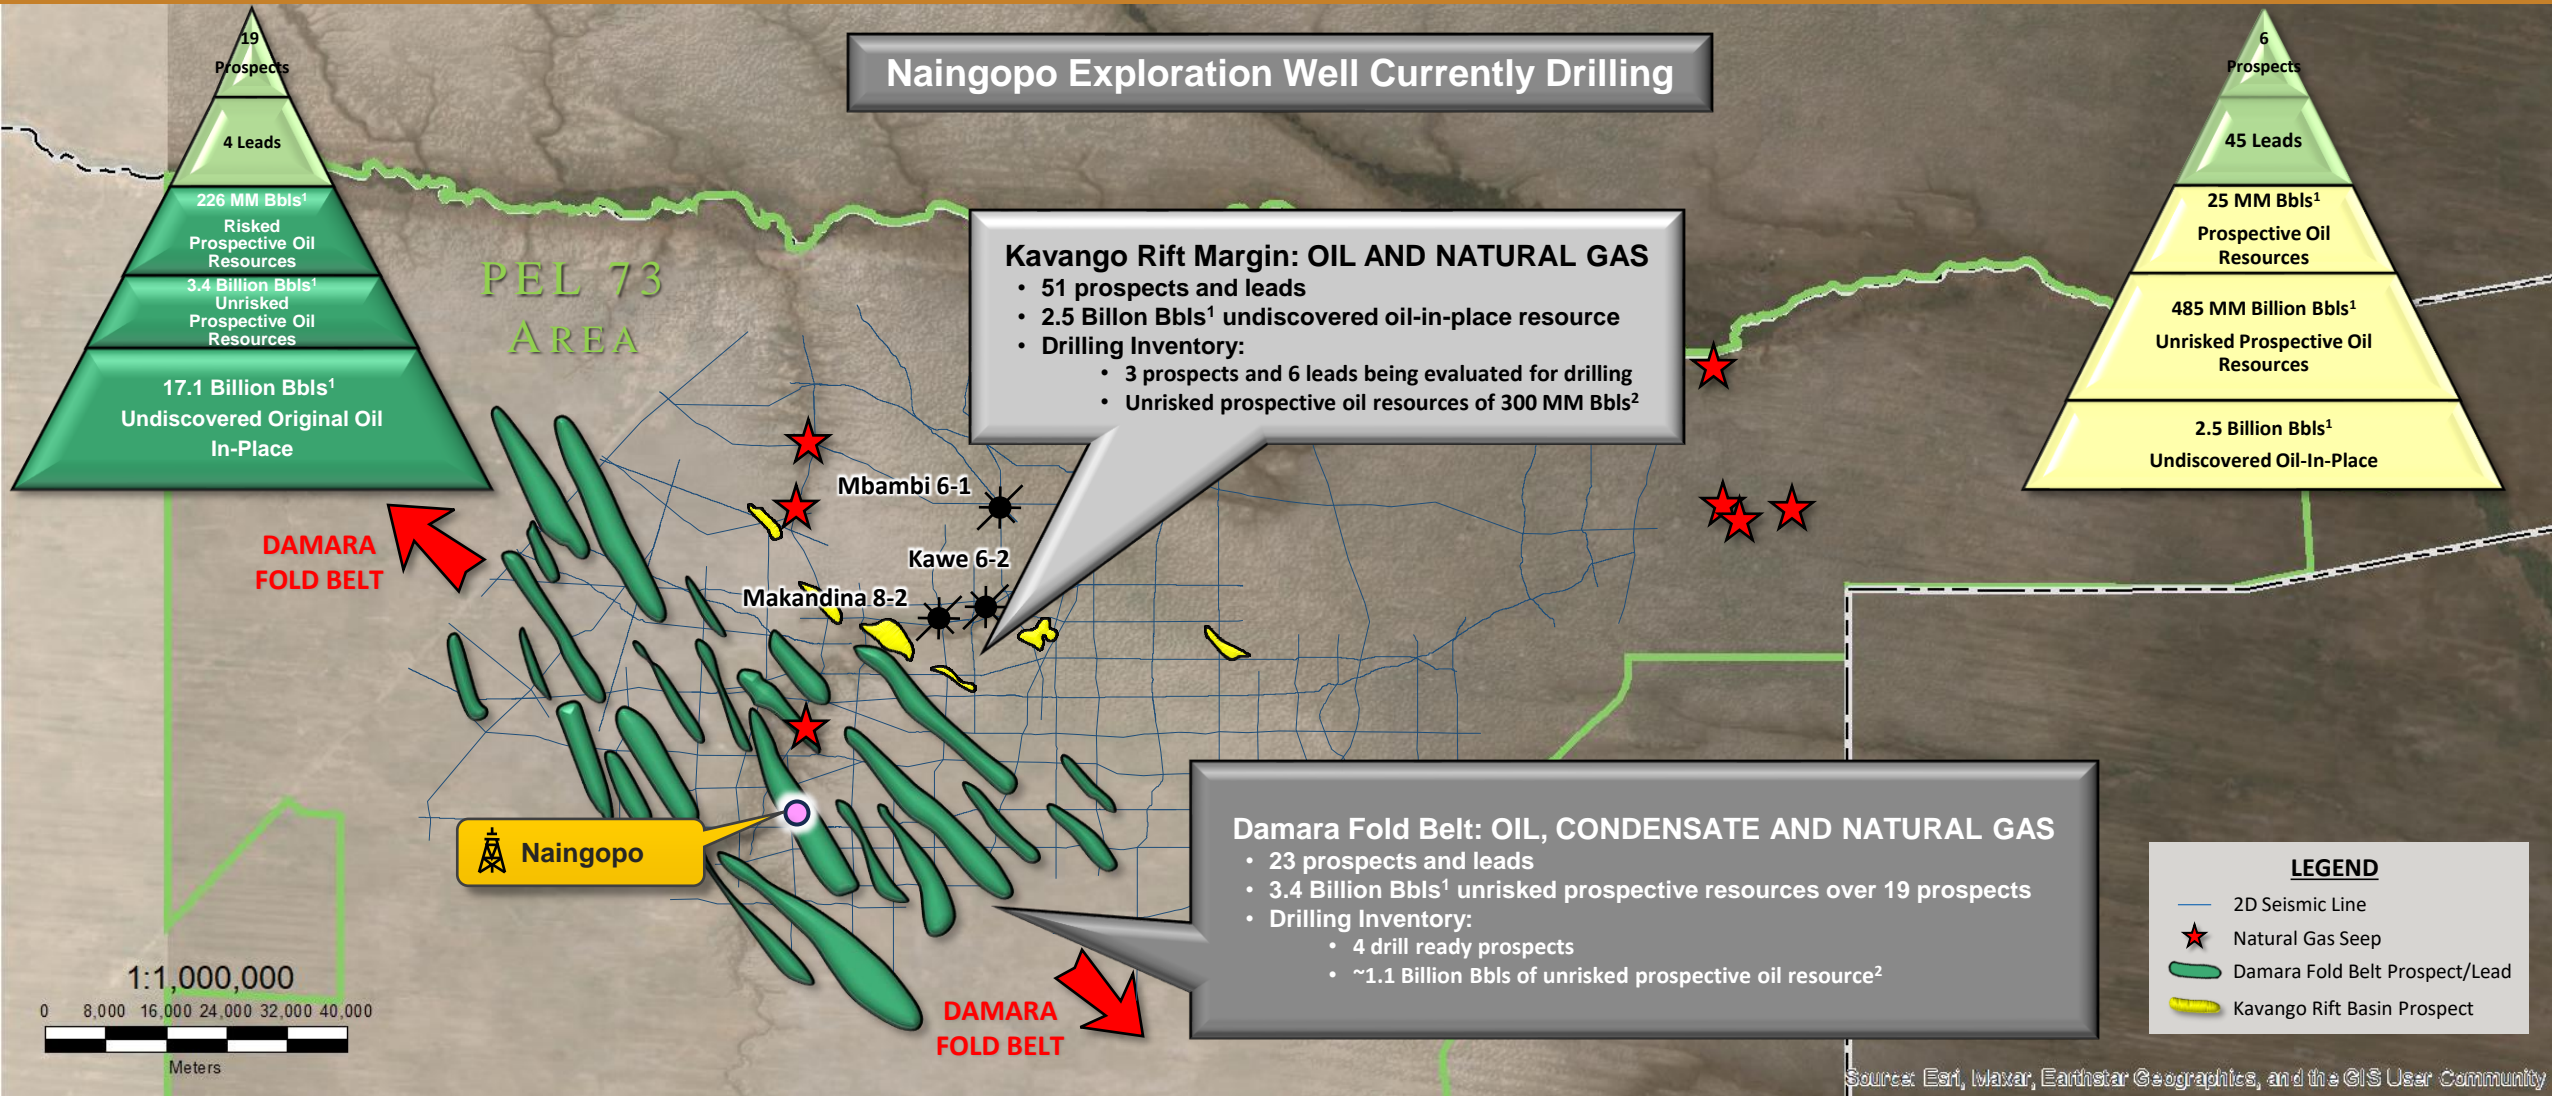 Naingopo Exploration Well Currently Drilling
19
Prospects
4 Leads
226 MM Bbls¹
Risked
Prospective Oil
Resources
3.4 Billion Bbls¹
Unrisked
Prospective Oil
Resources
17.1 Billion Bbls¹
Undiscovered Original Oil
In-Place
6
Prospects
45 Leads
25 MM Bbls¹
Prospective Oil
Resources
485 MM Billion Bbls¹
Unrisked Prospective Oil
Resources
2.5 Billion Bbls¹
Undiscovered Oil-In-Place
PEL 73
AREA
Kavango Rift Margin: OIL AND NATURAL GAS
• 51 prospects and leads
• 2.5 Billon Bbls¹ undiscovered oil-in-place resource
• Drilling Inventory:
• 3 prospects and 6 leads being evaluated for drilling
• Unrisked prospective oil resources of 300 MM Bbls²
DAMARA
FOLD BELT
Mbambi 6-1
Kawe 6-2
Makandina 8-2
Naingopo
Damara Fold Belt: OIL, CONDENSATE AND NATURAL GAS
• 23 prospects and leads
• 3.4 Billion Bbls¹ unrisked prospective resources over 19 prospects
• Drilling Inventory:
• 4 drill ready prospects
• ~1.1 Billion Bbls of unrisked prospective oil resource²
DAMARA
FOLD BELT
1:1,000,000
0 8,000 16,000 24,000 32,000 40,000
Meters
LEGEND
2D Seismic Line
Natural Gas Seep
Damara Fold Belt Prospect/Lead
Kavango Rift Basin Prospect
Source: Esri, Maxar, Earthstar Geographics, and the GIS User Community